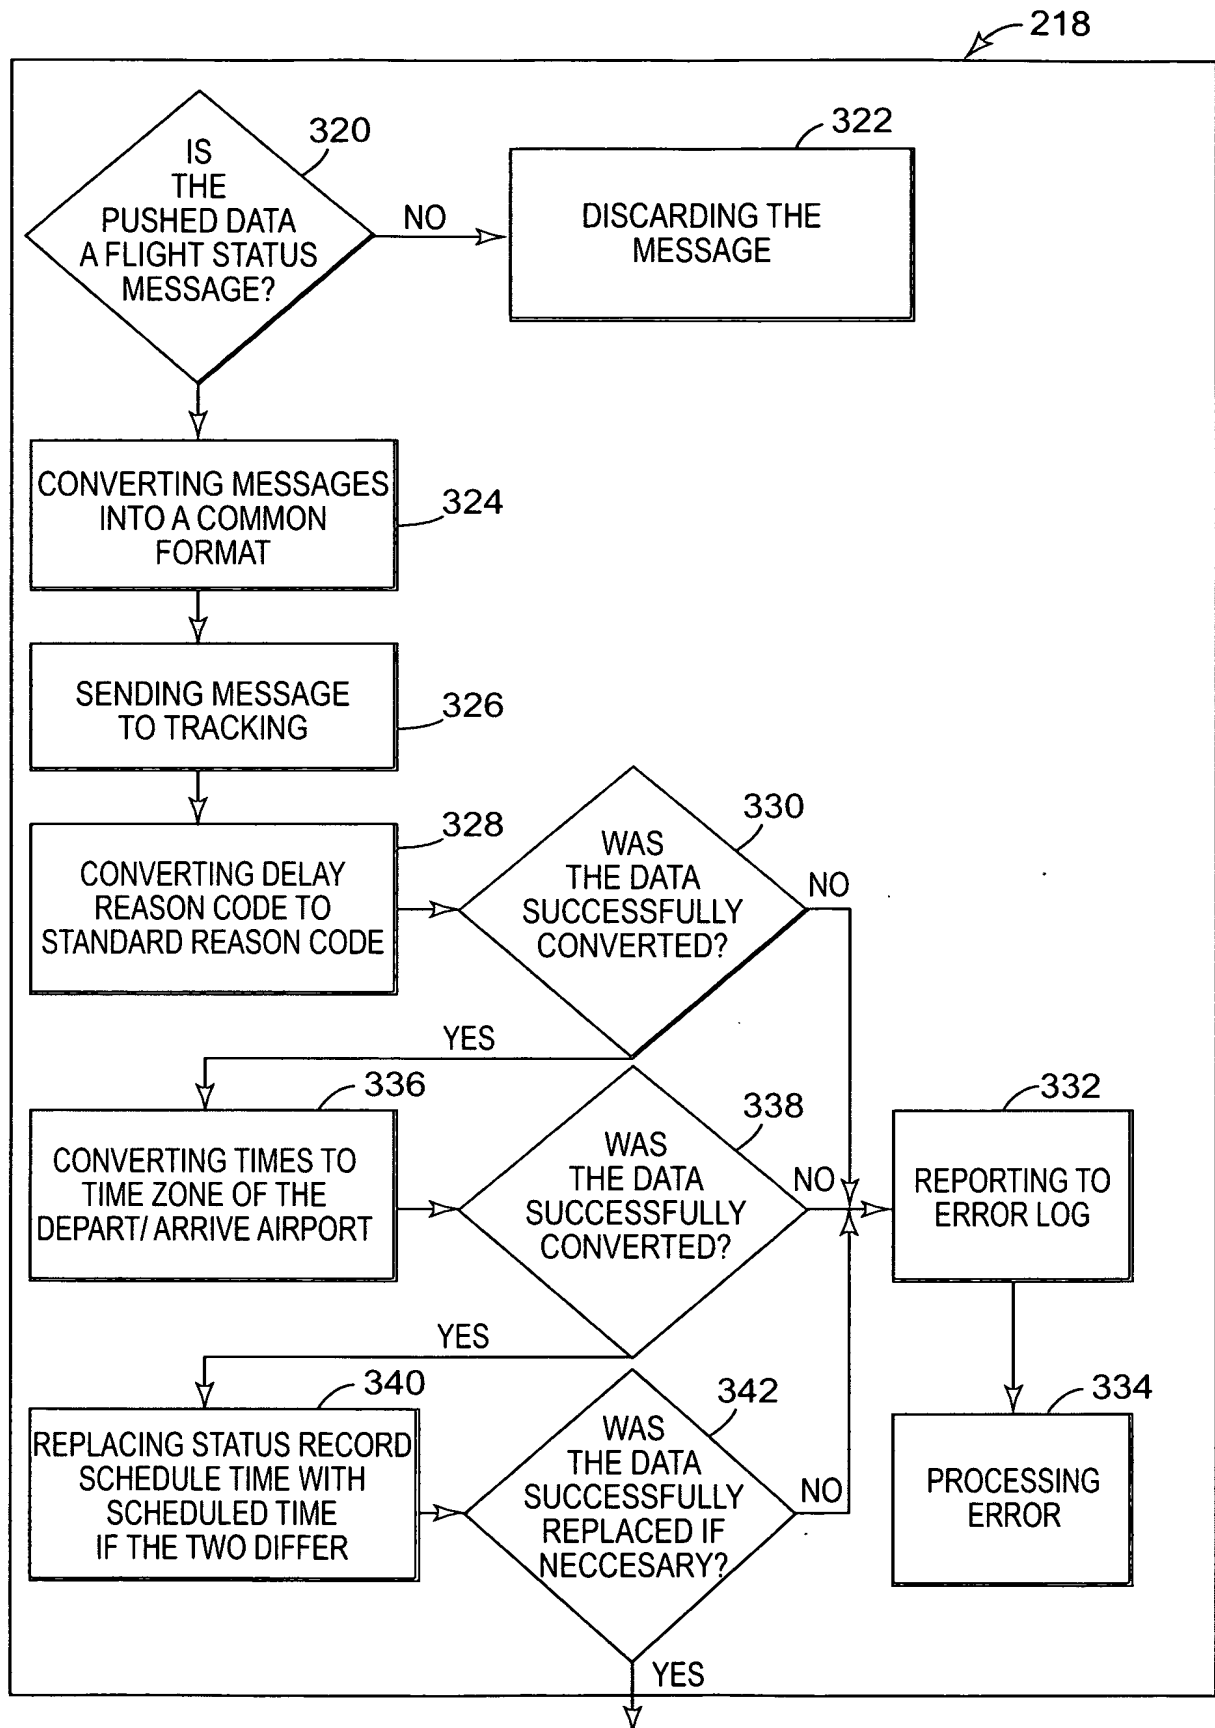 218
320
IS
THE
PUSHED DATA
A FLIGHT STATUS
MESSAGE?
NO
322
DISCARDING THE
MESSAGE
CONVERTING MESSAGES
INTO A COMMON
FORMAT
324
SENDING MESSAGE
TO TRACKING
326
328
CONVERTING DELAY
REASON CODE TO
STANDARD REASON CODE
330
WAS
THE DATA
SUCCESSFULLY
CONVERTED?
NO
YES
336
CONVERTING TIMES TO
TIME ZONE OF THE
DEPART/ ARRIVE AIRPORT
338
WAS
THE DATA
SUCCESSFULLY
CONVERTED?
NO
332
REPORTING TO
ERROR LOG
YES
340
REPLACING STATUS RECORD
SCHEDULE TIME WITH
SCHEDULED TIME
IF THE TWO DIFFER
342
WAS
THE DATA
SUCCESSFULLY
REPLACED IF
NECCESARY?
NO
334
PROCESSING
ERROR
YES